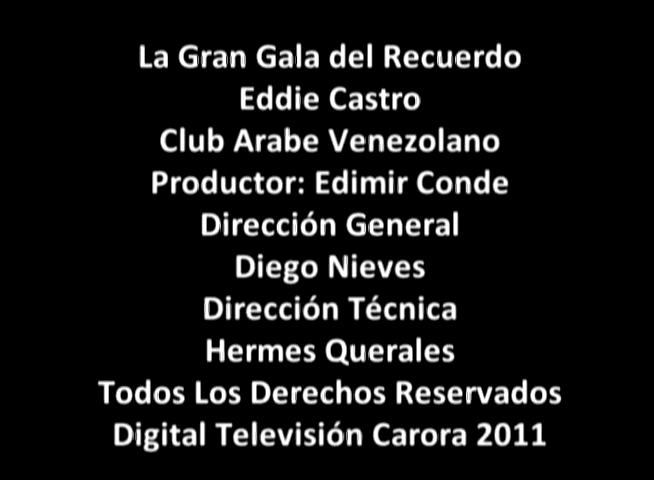 La Gran Gala del Recuerdo
Eddie Castro
Club Arabe Venezolano
Productor: Edimir Conde
Dirección General
Diego Nieves
Dirección Técnica
Hermes Querales
Todos Los Derechos Reservados
Digital Televisión Carora 2011